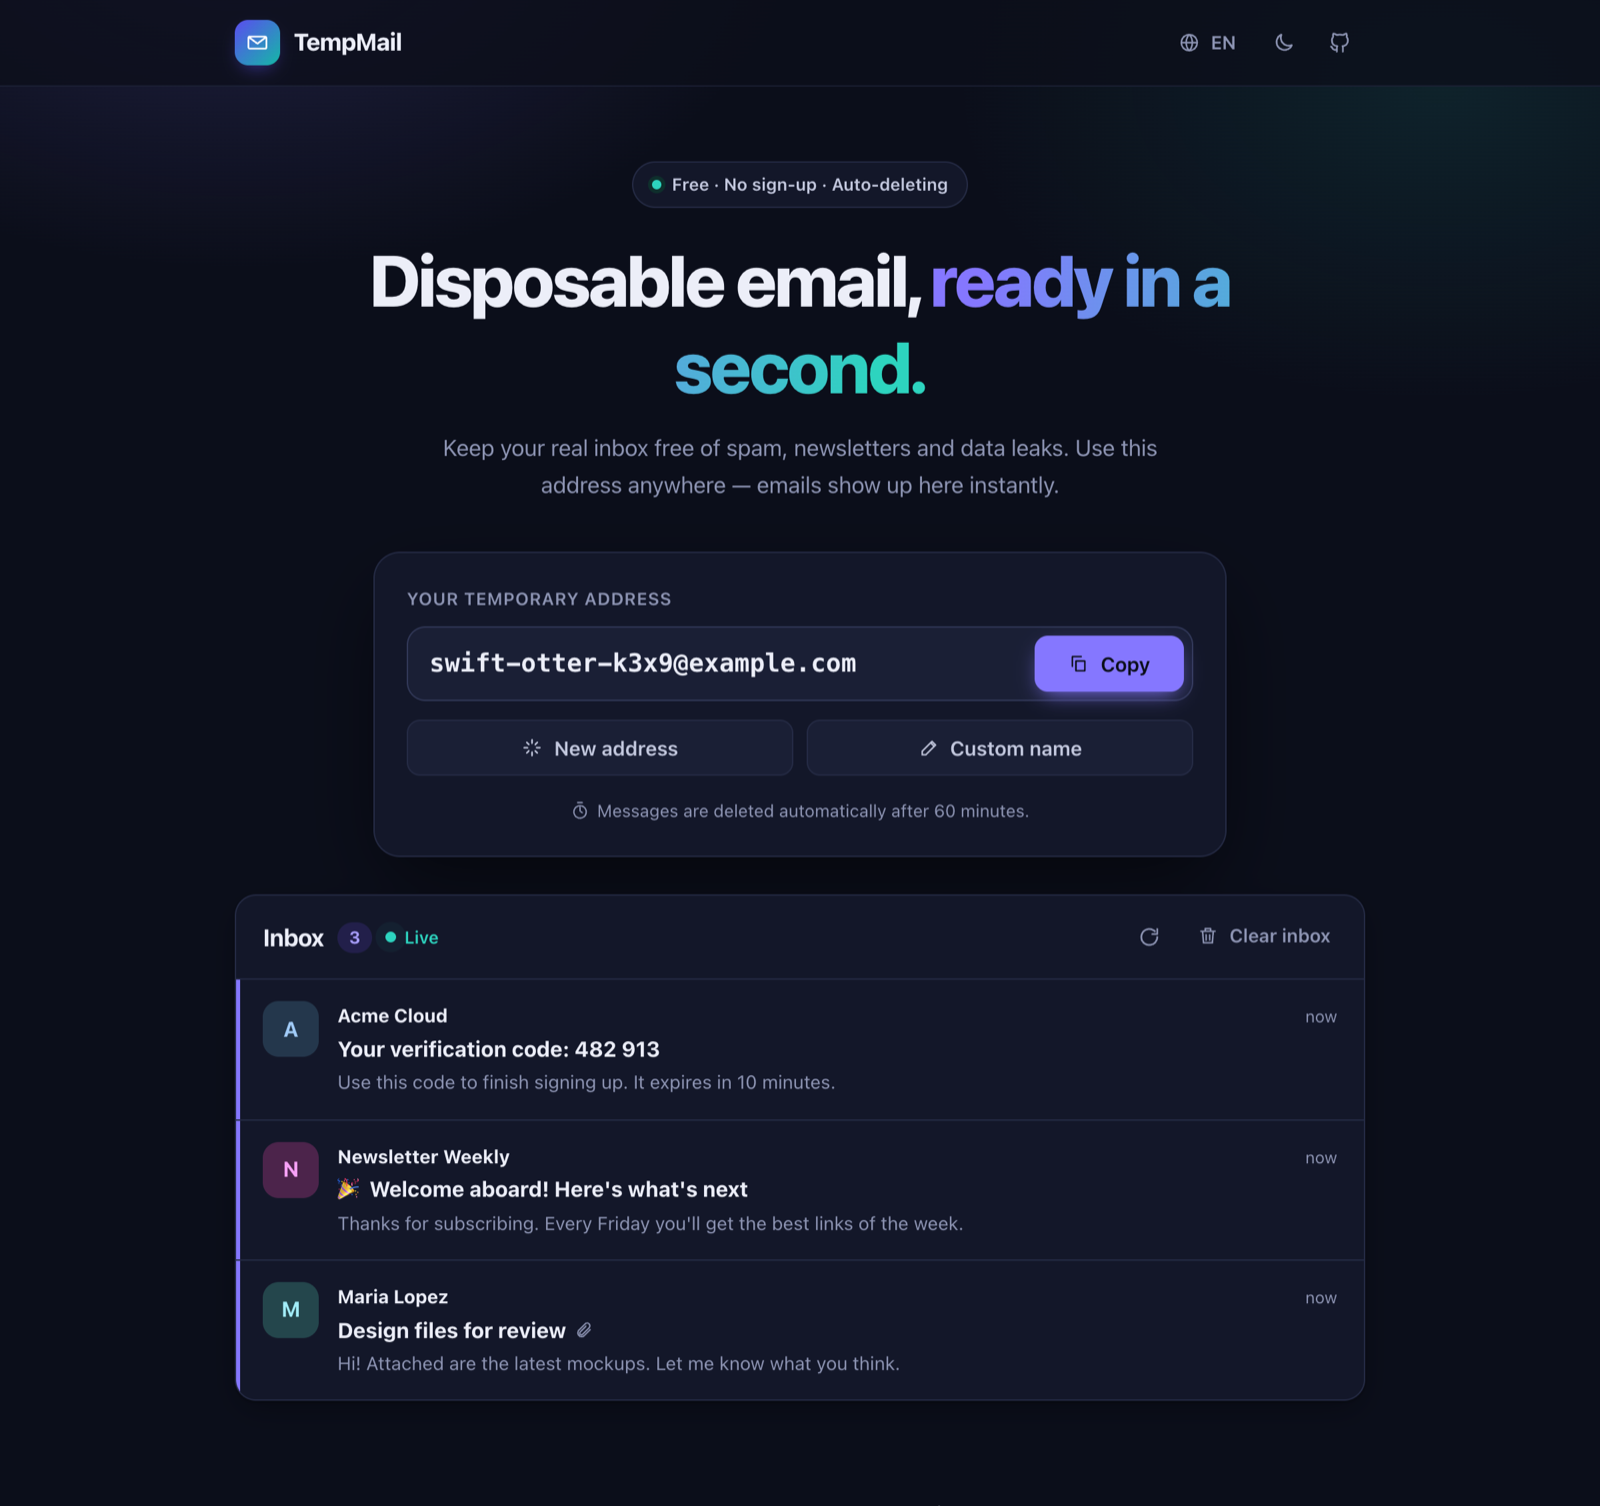 TempMail
EN
Free · No sign-up · Auto-deleting
Disposable email, ready in a
second.
Keep your real inbox free of spam, newsletters and data leaks. Use this
address anywhere — emails show up here instantly.
YOUR TEMPORARY ADDRESS
swift-otter-k3x9@example.com
Copy
New address
Custom name
Messages are deleted automatically after 60 minutes.
Inbox 3 Live
Clear inbox
A
Acme Cloud
now
Your verification code: 482 913
Use this code to finish signing up. It expires in 10 minutes.
N
Newsletter Weekly
now
🎉 Welcome aboard! Here's what's next
Thanks for subscribing. Every Friday you'll get the best links of the week.
M
Maria Lopez
now
Design files for review
Hi! Attached are the latest mockups. Let me know what you think.